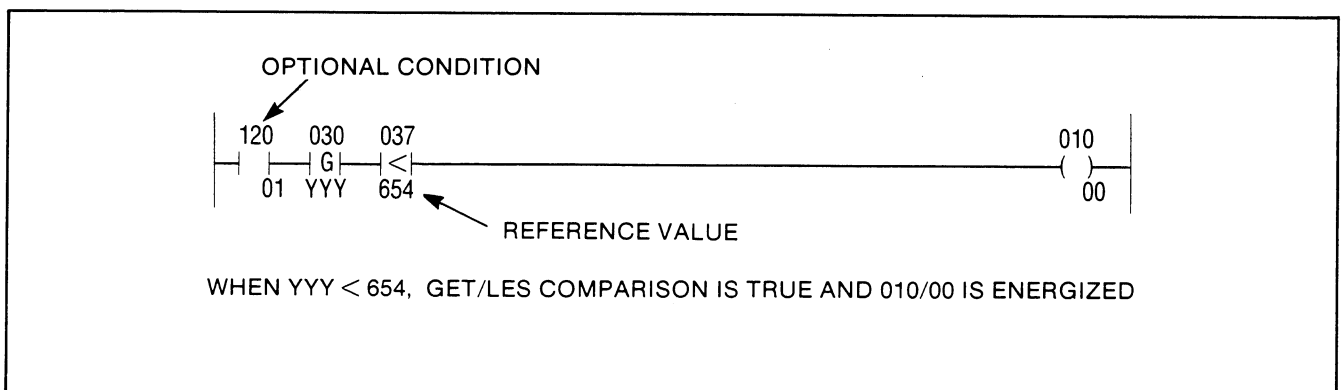 OPTIONAL CONDITION
120 030 037 010
G <
01 YYY 654 00
REFERENCE VALUE
WHEN YYY < 654, GET/LES COMPARISON IS TRUE AND 010/00 IS ENERGIZED